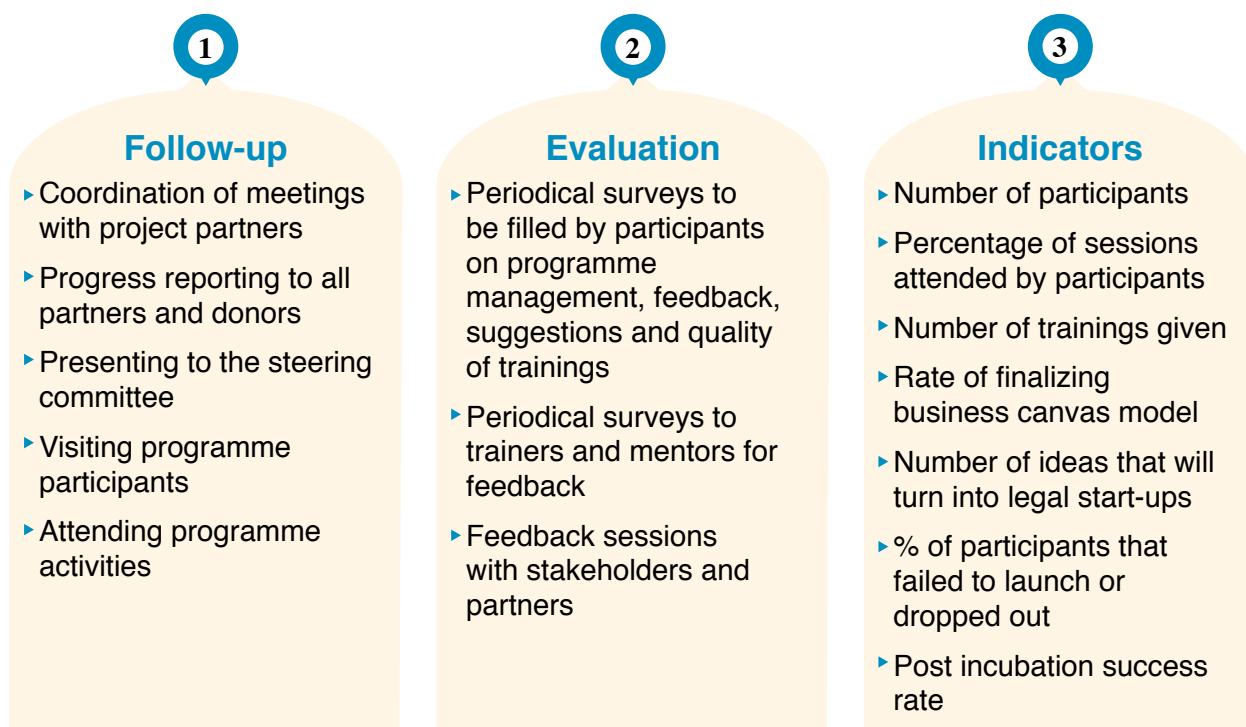 1
Follow-up
Coordination of meetings
with project partners
Progress reporting to all
partners and donors
Presenting to the steering
committee
Visiting programme
participants
Attending programme
activities
2
Evaluation
Periodical surveys to
be filled by participants
on programme
management, feedback,
suggestions and quality
of trainings
Periodical surveys to
trainers and mentors for
feedback
Feedback sessions
with stakeholders and
partners
3
Indicators
Number of participants
Percentage of sessions
attended by participants
Number of trainings given
Rate of finalizing
business canvas model
Number of ideas that will
turn into legal start-ups
% of participants that
failed to launch or
dropped out
Post incubation success
rate